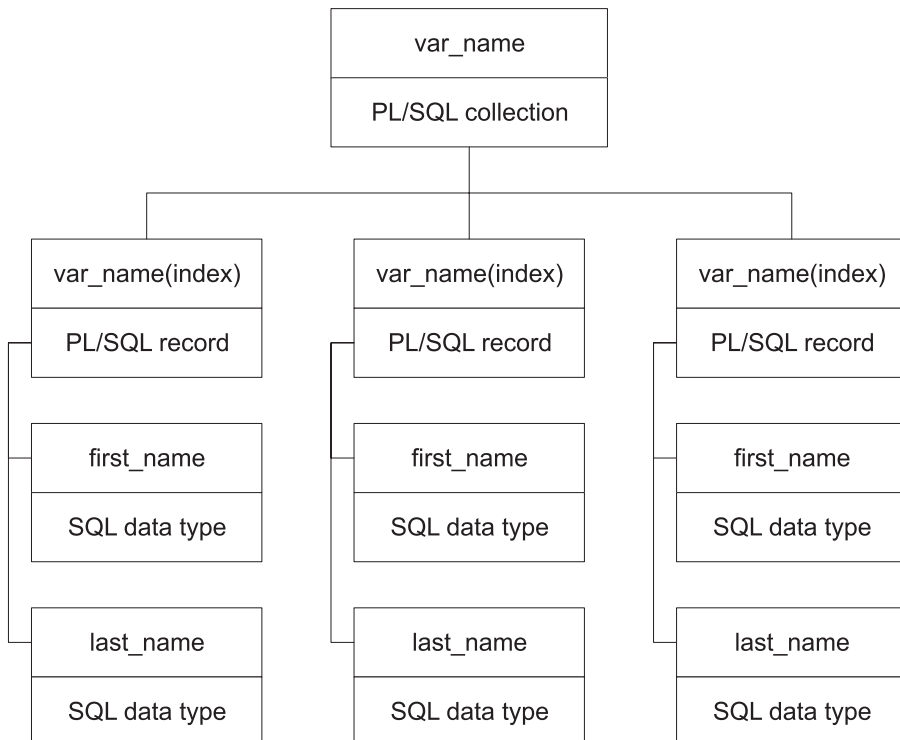 var_name
PL/SQL collection
var_name(index)
PL/SQL record
first_name
SQL data type
last_name
SQL data type
var_name(index)
PL/SQL record
first_name
SQL data type
last_name
SQL data type
var_name(index)
PL/SQL record
first_name
SQL data type
last_name
SQL data type